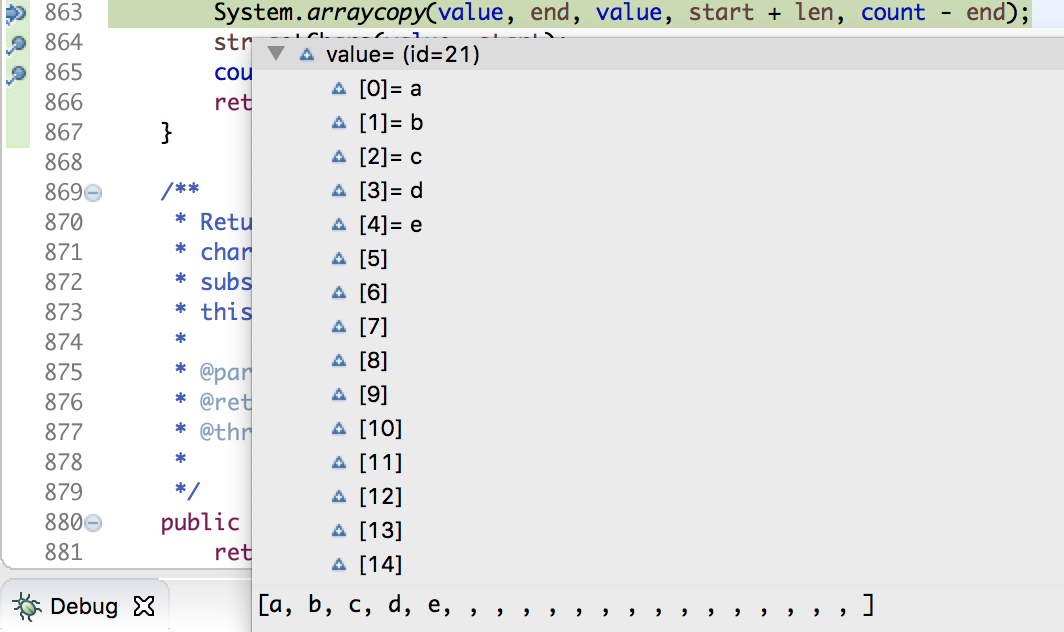 863 System.arraycopy(value, end, value, start + len, count - end);
864 str
865 cou
866 ret
867 }
868
869 /**
870 * Retu
871 * char
872 * subs
873 * this
874 *
875 * @par
876 * @ret
877 * @thr
878 *
879 */
880 public
881 ret
value= (id=21)
[0]= a
[1]= b
[2]= c
[3]= d
[4]= e
[5]
[6]
[7]
[8]
[9]
[10]
[11]
[12]
[13]
[14]
[a, b, c, d, e, , , , , , , , , , , , , , , , ]
Debug